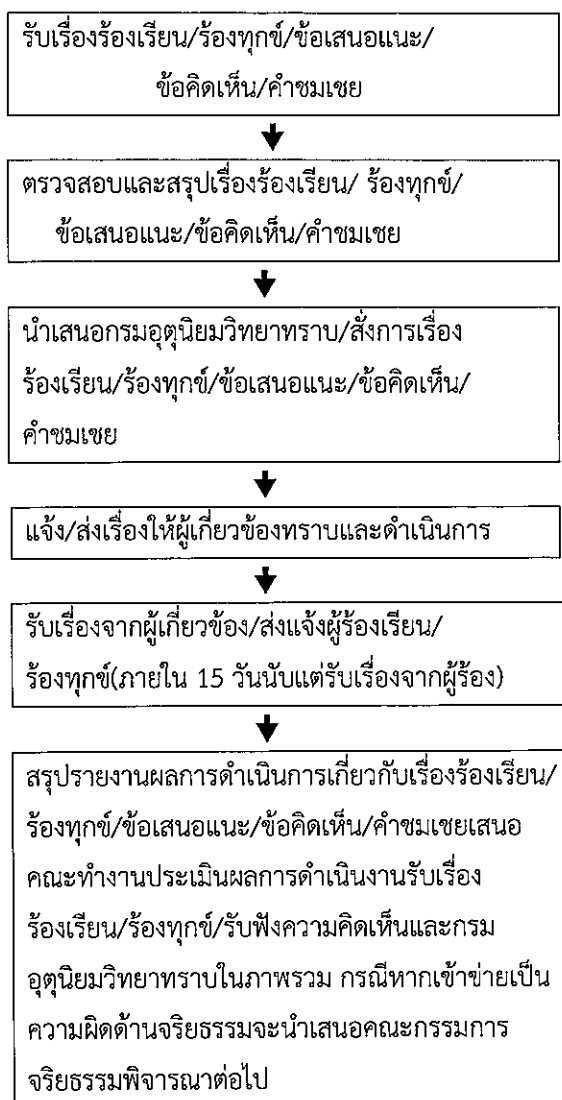 รับเรื่องร้องเรียน/ร้องทุกข์/ข้อเสนอแนะ/
ข้อคิดเห็น/คำชมเชย
ตรวจสอบและสรุปเรื่องร้องเรียน/ ร้องทุกข์/
ข้อเสนอแนะ/ข้อคิดเห็น/คำชมเชย
นำเสนอกรมอุตุนิยมวิทยาทราบ/สั่งการเรื่อง
ร้องเรียน/ร้องทุกข์/ข้อเสนอแนะ/ข้อคิดเห็น/
คำชมเชย
แจ้ง/ส่งเรื่องให้ผู้เกี่ยวข้องทราบและดำเนินการ
รับเรื่องจากผู้เกี่ยวข้อง/ส่งแจ้งผู้ร้องเรียน/
ร้องทุกข์(ภายใน 15 วันนับแต่รับเรื่องจากผู้ร้อง)
สรุปรายงานผลการดำเนินการเกี่ยวกับเรื่องร้องเรียน/
ร้องทุกข์/ข้อเสนอแนะ/ข้อคิดเห็น/คำชมเชยเสนอ
คณะทำงานประเมินผลการดำเนินงานรับเรื่อง
ร้องเรียน/ร้องทุกข์/รับฟังความคิดเห็นและกรม
อุตุนิยมวิทยาทราบในภาพรวม กรณีหากเข้าข่ายเป็น
ความผิดด้านจริยธรรมจะนำเสนอคณะกรรมการ
จริยธรรมพิจารณาต่อไป